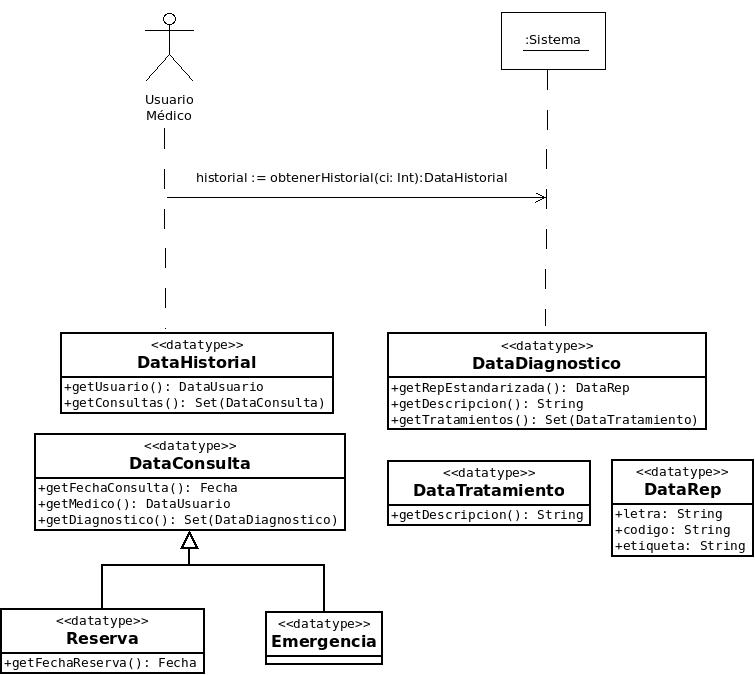 :Sistema
Usuario
Médico
historial := obtenerHistorial(ci: Int):DataHistorial
<<datatype>>
DataHistorial
+getUsuario(): DataUsuario
+getConsultas(): Set(DataConsulta)
<<datatype>>
DataDiagnostico
+getRepEstandarizada(): DataRep
+getDescripcion(): String
+getTratamientos(): Set(DataTratamiento)
<<datatype>>
DataConsulta
+getFechaConsulta(): Fecha
+getMedico(): DataUsuario
+getDiagnostico(): Set(DataDiagnostico)
<<datatype>>
DataTratamiento
+getDescripcion(): String
<<datatype>>
DataRep
+letra: String
+codigo: String
+etiqueta: String
<<datatype>>
Reserva
+getFechaReserva(): Fecha
<<datatype>>
Emergencia